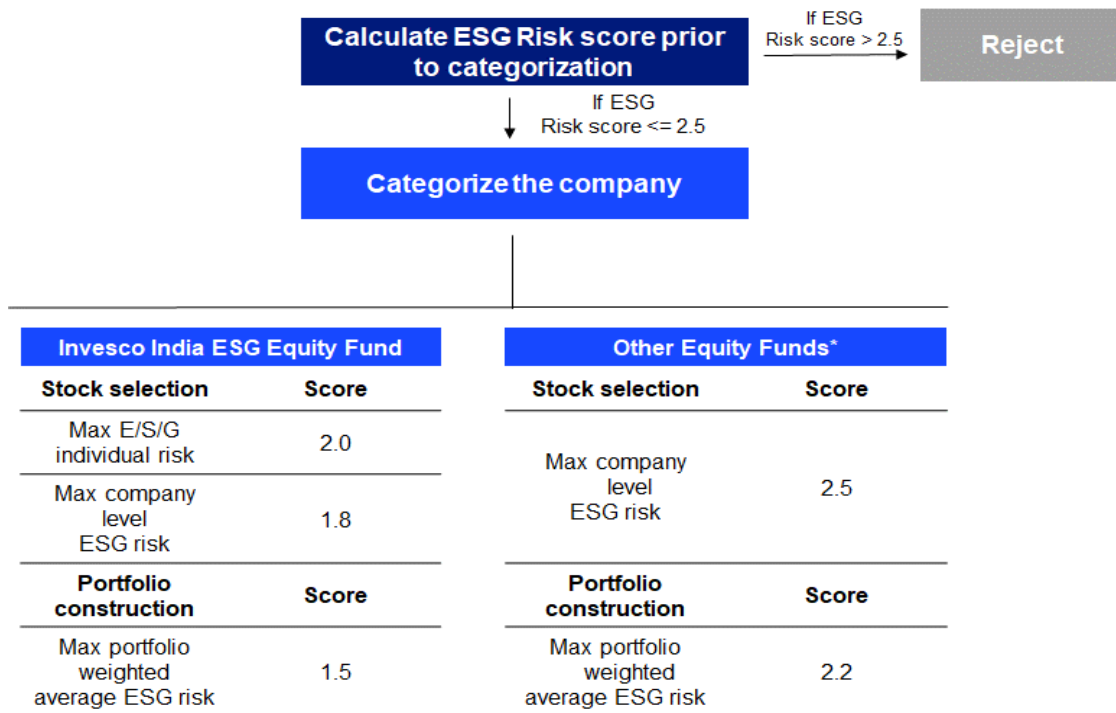 Calculate ESG Risk score prior
to categorization
If ESG
Risk score > 2.5
Reject
If ESG
Risk score <= 2.5
Categorize the company
Invesco India ESG Equity Fund
Stock selection Score
Max E/S/G
individual risk
2.0
Max company
level
ESG risk
1.8
Portfolio
construction
Score
Max portfolio
weighted
average ESG risk
1.5
Other Equity Funds*
Stock selection Score
Max company
level
ESG risk
2.5
Portfolio
construction
Score
Max portfolio
weighted
average ESG risk
2.2